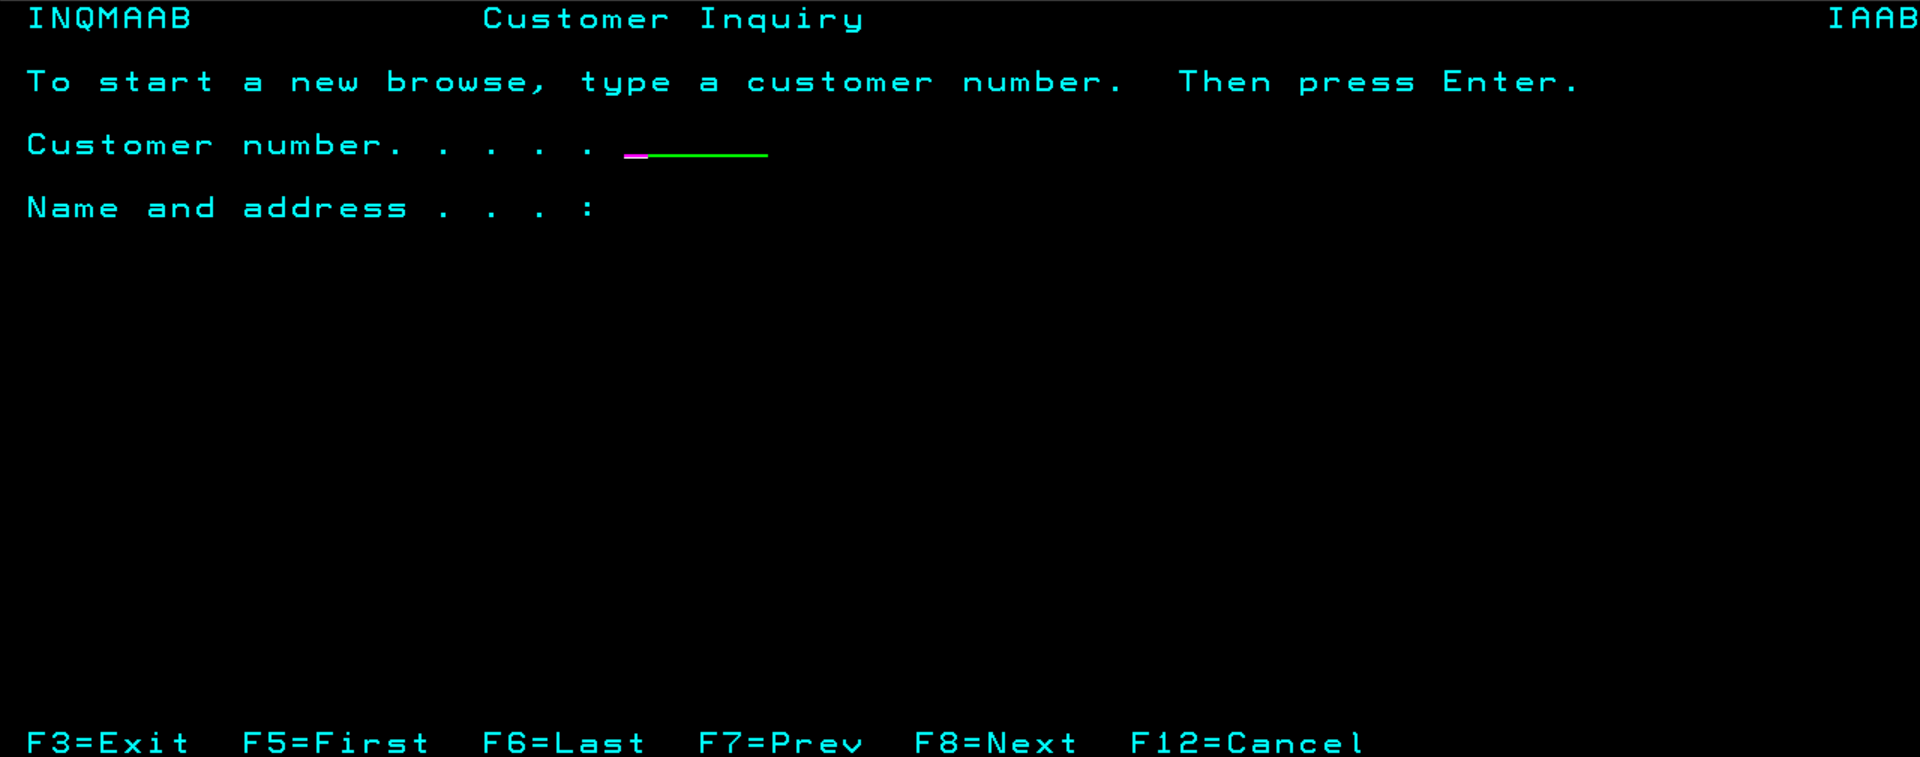 INQMAAB Customer Inquiry IAAB
To start a new browse, type a customer number.  Then press Enter.
Customer number. . . . . ______
Name and address . . . :
F3=Exit  F5=First  F6=Last  F7=Prev  F8=Next  F12=Cancel